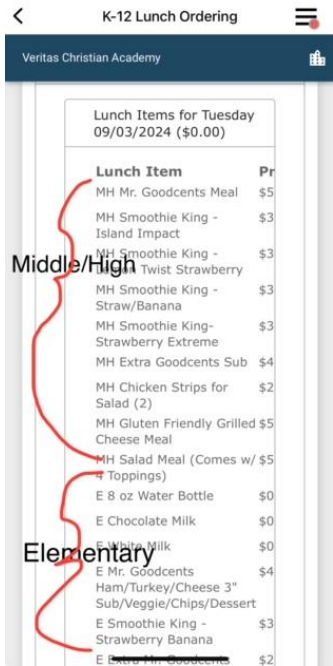 K-12 Lunch Ordering
Veritas Christian Academy
Lunch Items for Tuesday
09/03/2024 ($0.00)
Lunch Item Pr
MH Mr. Goodcents Meal $5
MH Smoothie King - $3
Island Impact
MH Smoothie King - $3
Middle/High
Twist Strawberry
MH Smoothie King - $3
Straw/Banana
MH Smoothie King- $3
Strawberry Extreme
MH Extra Goodcents Sub $4
MH Chicken Strips for $2
Salad (2)
MH Gluten Friendly Grilled $5
Cheese Meal
MH Salad Meal (Comes w/ $5
4 Toppings)
E 8 oz Water Bottle $0
E Chocolate Milk $0
E White Milk $0
Elementary
E Mr. Goodcents $4
Ham/Turkey/Cheese 3"
Sub/Veggie/Chips/Dessert
E Smoothie King - $3
Strawberry Banana
E Extra Mr. Goodcents $2